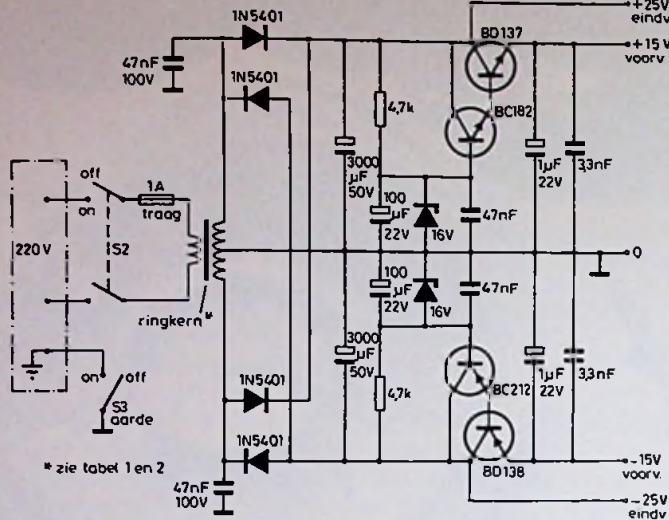 +25V
eindv
1N5401
BD137
+15V
voorv.
47nF
100V
1N5401
4,7k
BC182
3000
µF
50V
1µF
22V
3,3nF
off
on
1A
traag
100
µF
22V
16V
47nF
220V
S2
0
100
µF
22V
16V
47nF
ringkern*
3000
µF
50V
1µF
22V
3,3nF
on
off
S3
aarde
1N5401
4,7k
BC212
1N5401
BD138
-15V
voorv.
* zie tabel 1 en 2
47nF
100V
-25V
eindv